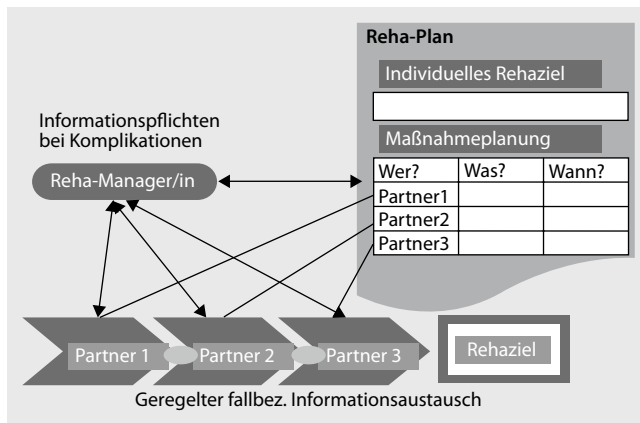 Reha-Plan
Individuelles Rehaziel
Informationspflichten
bei Komplikationen
Maßnahmeplanung
Reha-Manager/in
Wer? Was? Wann?
Partner1
Partner2
Partner3
Partner 1 Partner 2 Partner 3 Rehaziel
Geregelter fallbez. Informationsaustausch